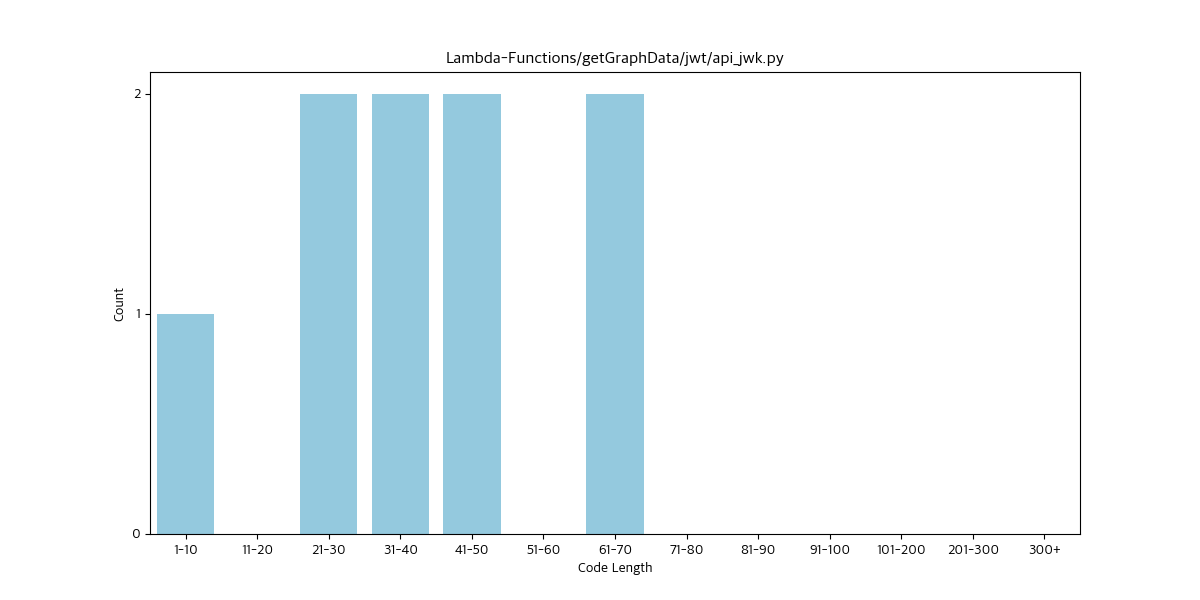 Lambda-Functions/getGraphData/jwt/api_jwk.py
2
1
0
Count
1-10 11-20 21-30 31-40 41-50 51-60 61-70 71-80 81-90 91-100 101-200 201-300 300+
Code Length